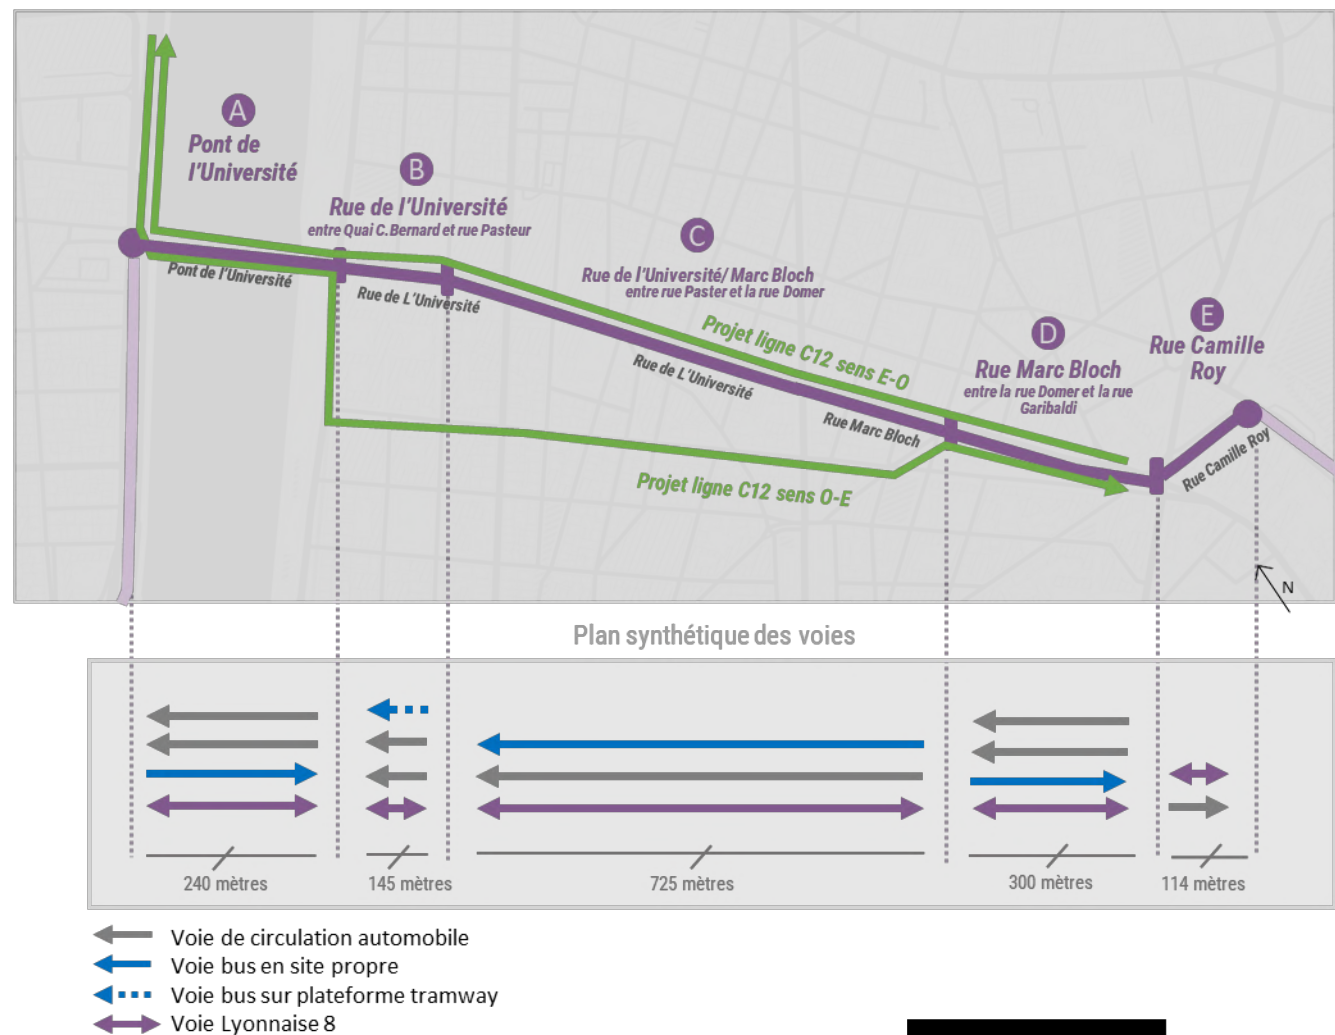 A
Pont de
l'Université
B
Rue de l'Université
entre Quai C.Bernard et rue Pasteur
C
Rue de l'Université/ Marc Bloch
entre rue Paster et la rue Domer
D
Rue Marc Bloch
entre la rue Domer et la rue
Garibaldi
E
Rue Camille
Roy
Pont de l'Université
Rue de L'Université
Projet ligne C12 sens E-O
Rue de L'Université
Rue Marc Bloch
Rue Camille Roy
Projet ligne C12 sens O-E
N
Plan synthétique des voies
240 mètres
145 mètres
725 mètres
300 mètres
114 mètres
Voie de circulation automobile
Voie bus en site propre
Voie bus sur plateforme tramway
Voie Lyonnaise 8